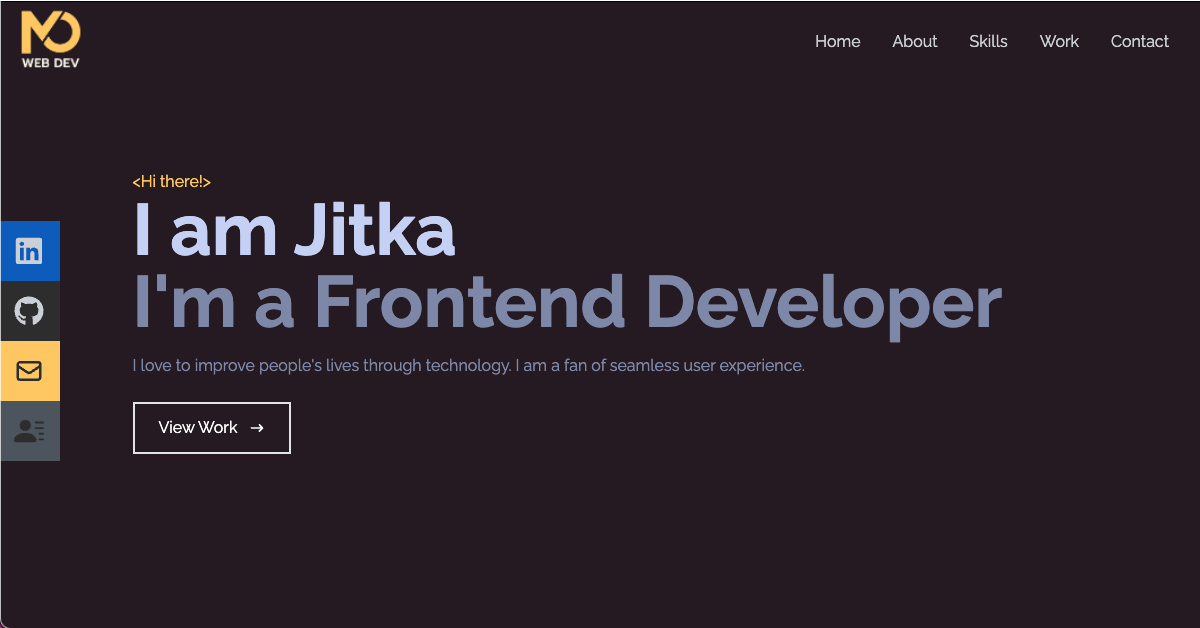 MO
WEB DEV
Home About Skills Work Contact
<Hi there!>
I am Jitka
I'm a Frontend Developer
in
I love to improve people's lives through technology. I am a fan of seamless user experience.
View Work →